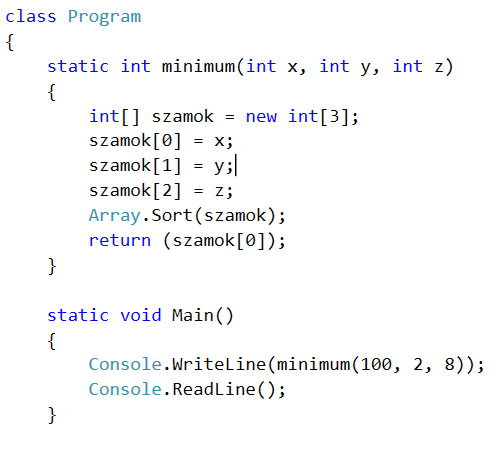 class Program
{
    static int minimum(int x, int y, int z)
    {
        int[] szamok = new int[3];
        szamok[0] = x;
        szamok[1] = y;
        szamok[2] = z;
        Array.Sort(szamok);
        return (szamok[0]);
    }

    static void Main()
    {
        Console.WriteLine(minimum(100, 2, 8));
        Console.ReadLine();
    }